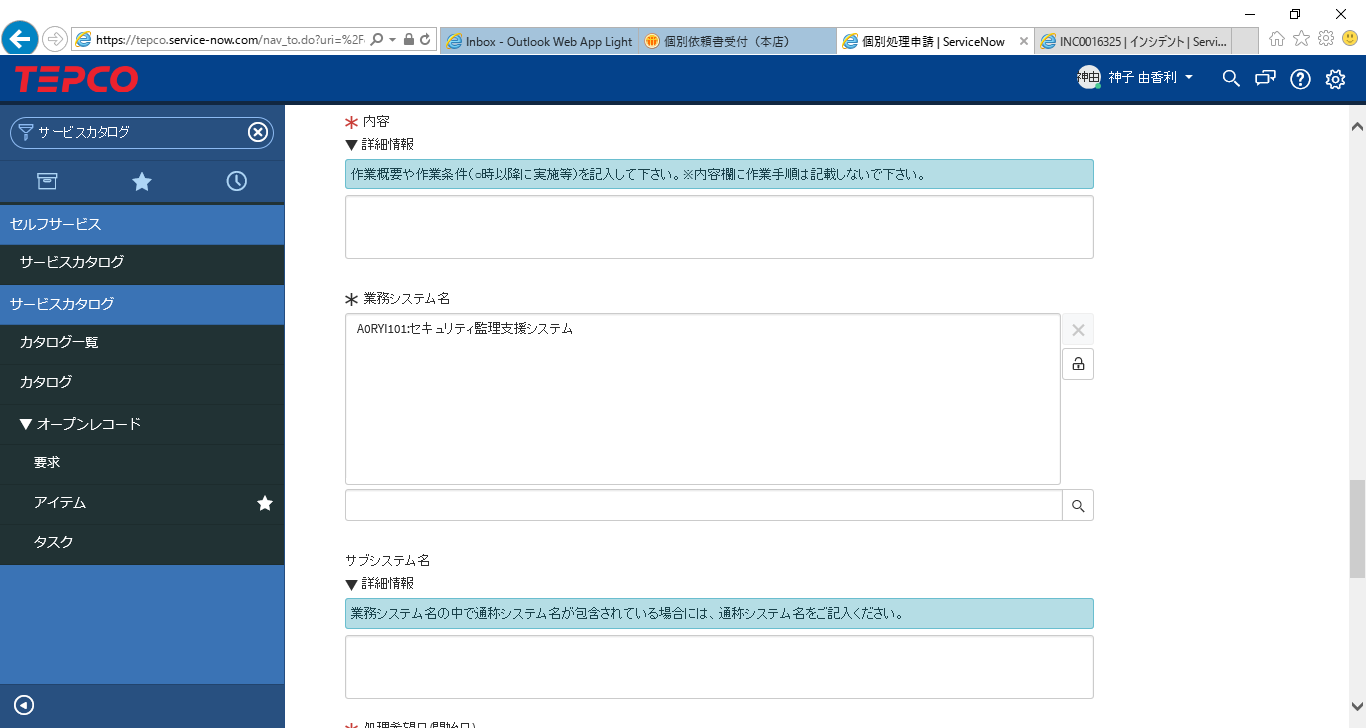 https://tepco.service-now.com/nav_to.do?uri=%2F
Inbox - Outlook Web App Light
個別依頼書受付（本店）
個別処理申請 | ServiceNow
INC0016325 | インシデント | Servi...
TEPCO
神由 神子 由香利
サービスカタログ
セルフサービス
サービスカタログ
サービスカタログ
カタログ一覧
カタログ
▼ オープンレコード
要求
アイテム
タスク
* 内容
▼ 詳細情報
作業概要や作業条件（○時以降に実施等）を記入して下さい。※内容欄に作業手順は記載しないで下さい。
* 業務システム名
A0RYI101:セキュリティ監理支援システム
サブシステム名
▼ 詳細情報
業務システム名の中で通称システム名が包含されている場合には、通称システム名をご記入ください。
* 処理希望日(開始日)